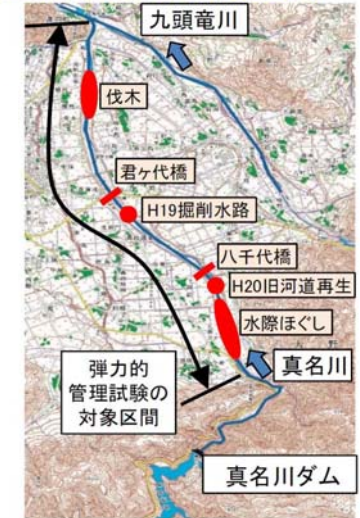 九頭竜川
伐木
君ヶ代橋
H19掘削水路
八千代橋
H20旧河道再生
水際ほぐし
弾力的
管理試験の
対象区間
真名川
真名川ダム